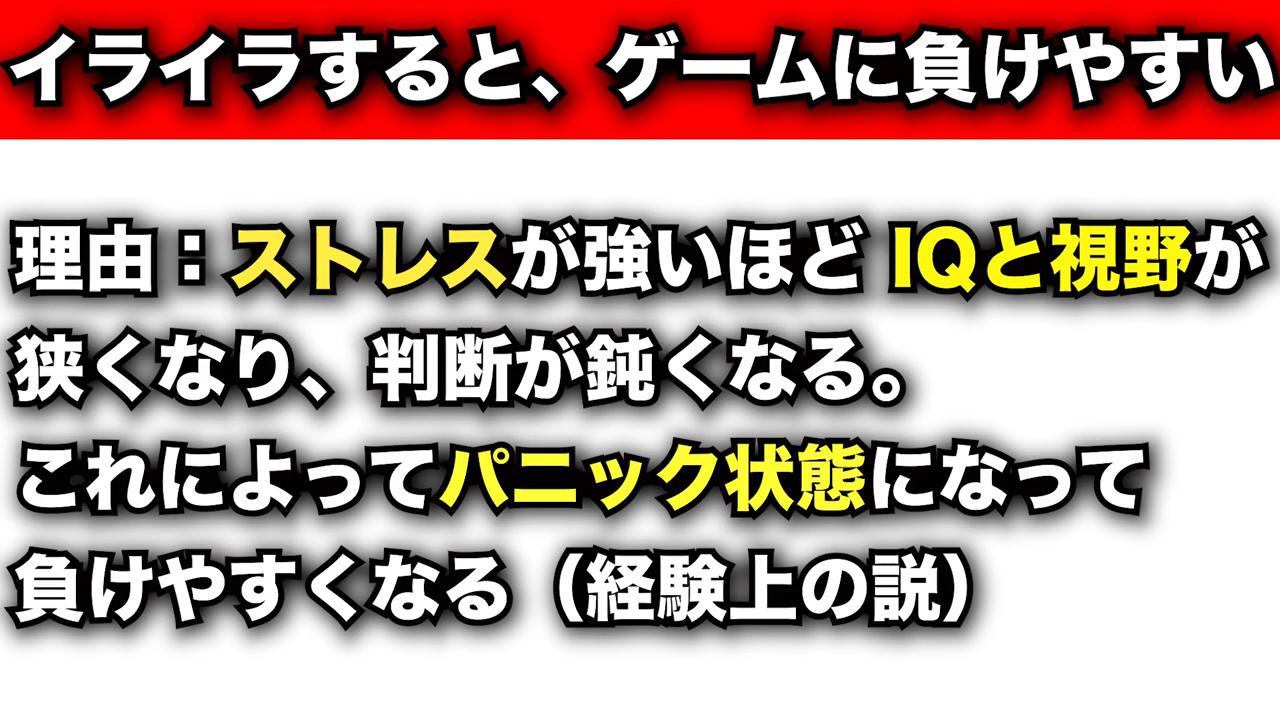 イライラすると、ゲームに負けやすい
理由：ストレスが強いほど IQと視野が
狭くなり、判断が鈍くなる。
これによってパニック状態になって
負けやすくなる（経験上の説）